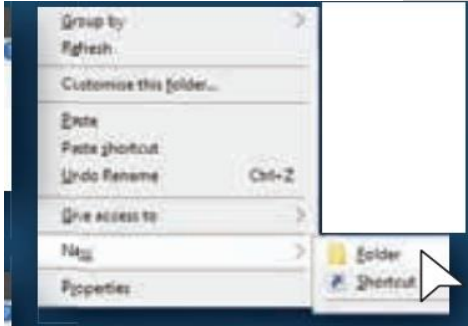 Group by
Refresh
Customise this folder...
Paste
Paste shortcut
Undo Rename Ctrl+Z
Give access to
New
Properties
Folder
Shortcut